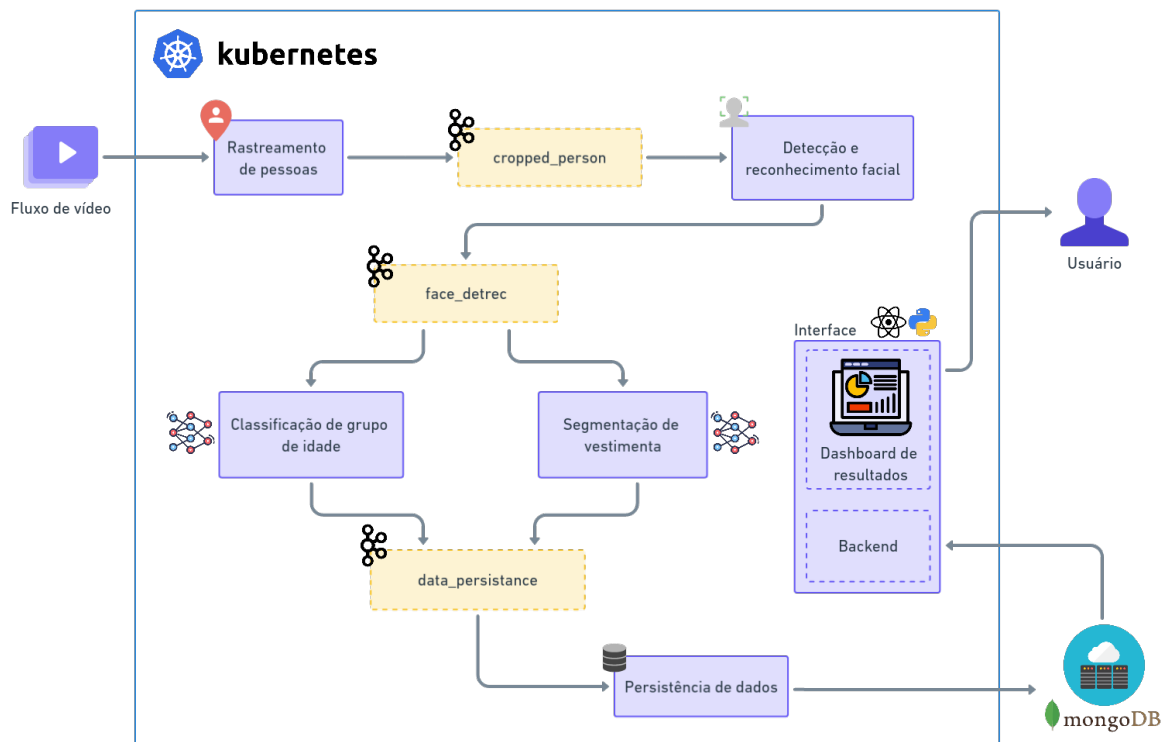 kubernetes
Rastreamento
de pessoas
cropped_person
Detecção e
reconhecimento facial
Fluxo de vídeo
Usuário
face_detrec
Interface
Classificação de grupo
de idade
Segmentação de
vestimenta
Dashboard de
resultados
Backend
data_persistance
Persistência de dados
mongoDB